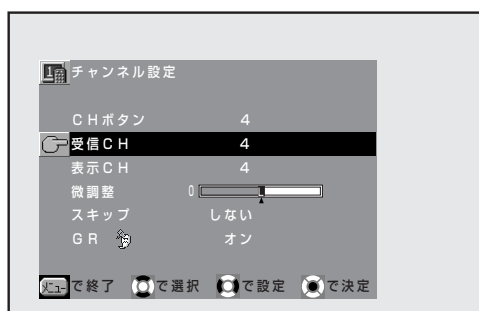 チャンネル設定
CHボタン 4
受信CH 4
表示CH 4
微調整 0
スキップ しない
GR オン
メニューで終了 で選択 で設定 で決定